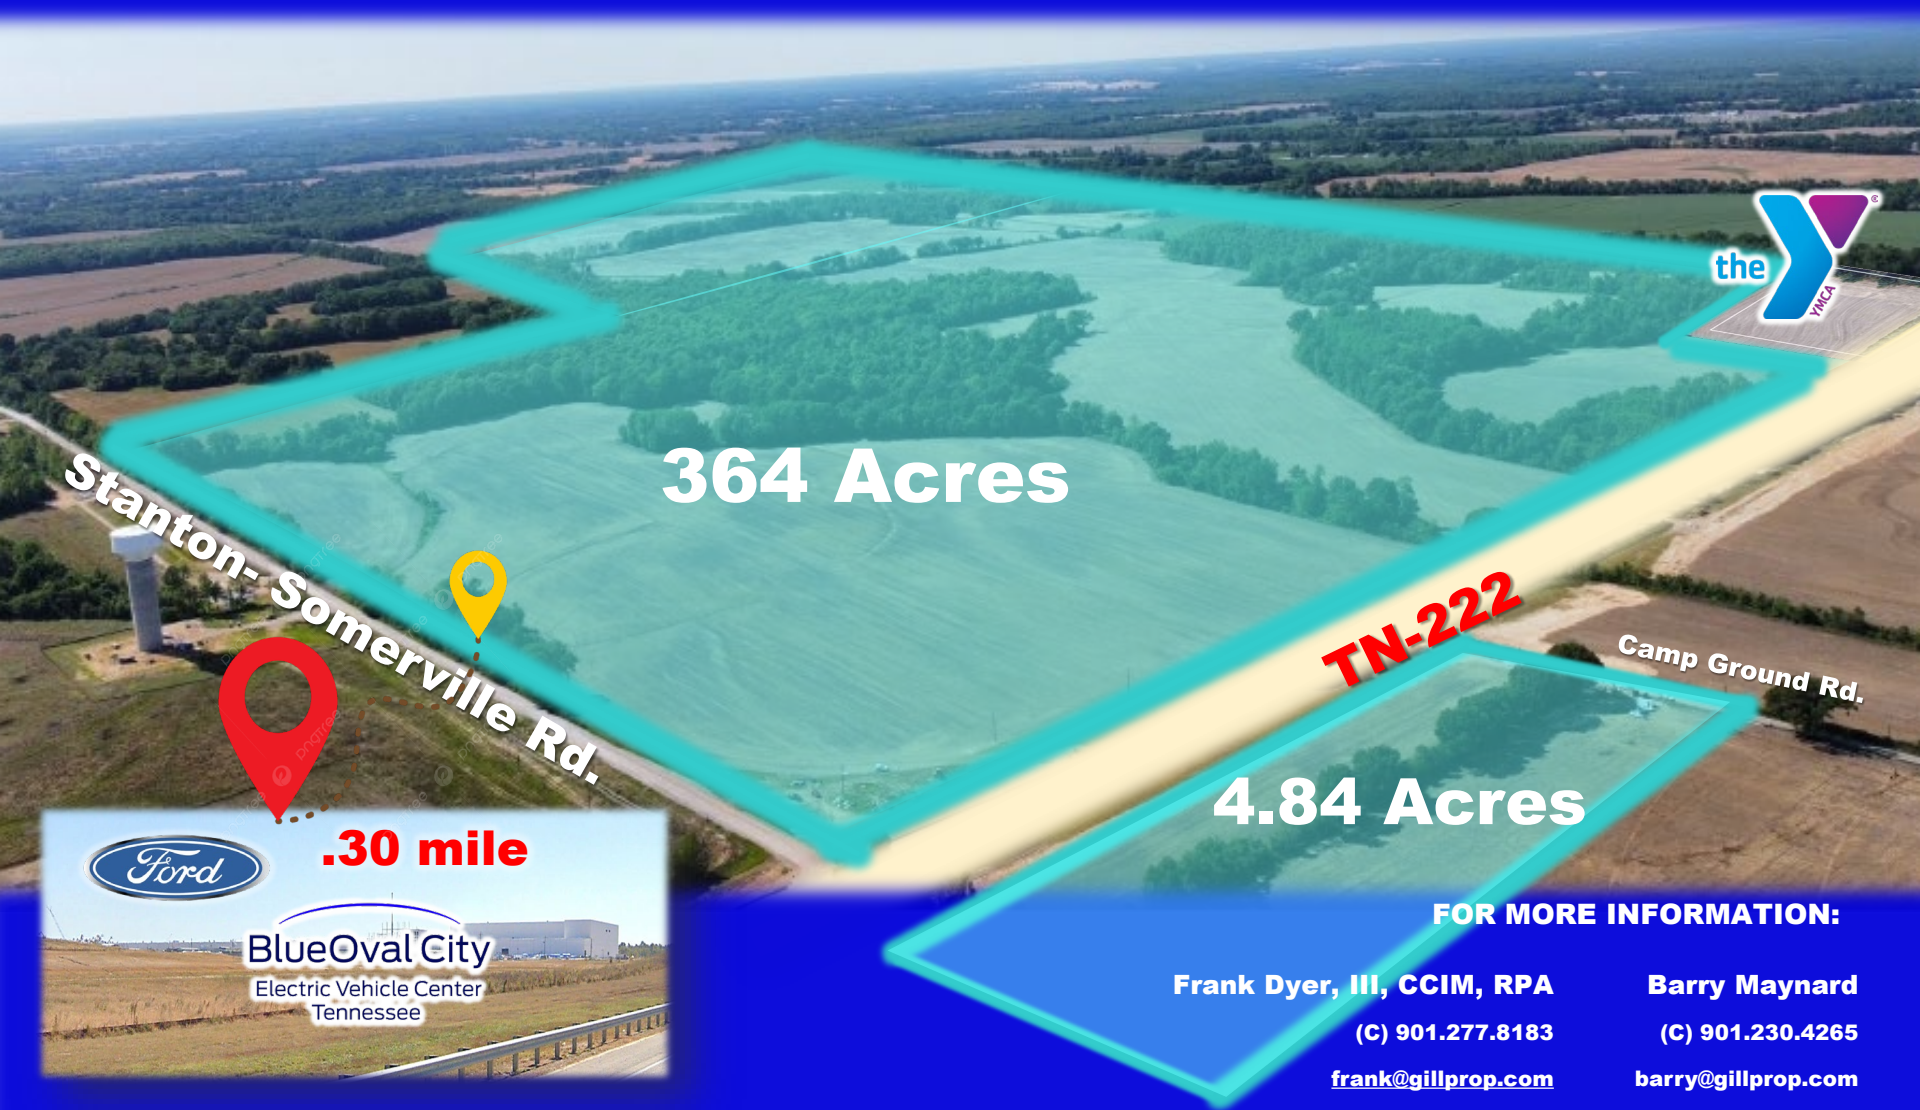 the
YMCA
®
364 Acres
Stanton- Somerville Rd.
TN-222
Camp Ground Rd.
4.84 Acres
.30 mile
Ford
BlueOval City
Electric Vehicle Center
Tennessee
FOR MORE INFORMATION:
Frank Dyer, III, CCIM, RPA
(C) 901.277.8183
frank@gillprop.com
Barry Maynard
(C) 901.230.4265
barry@gillprop.com
pngtree
pngtree